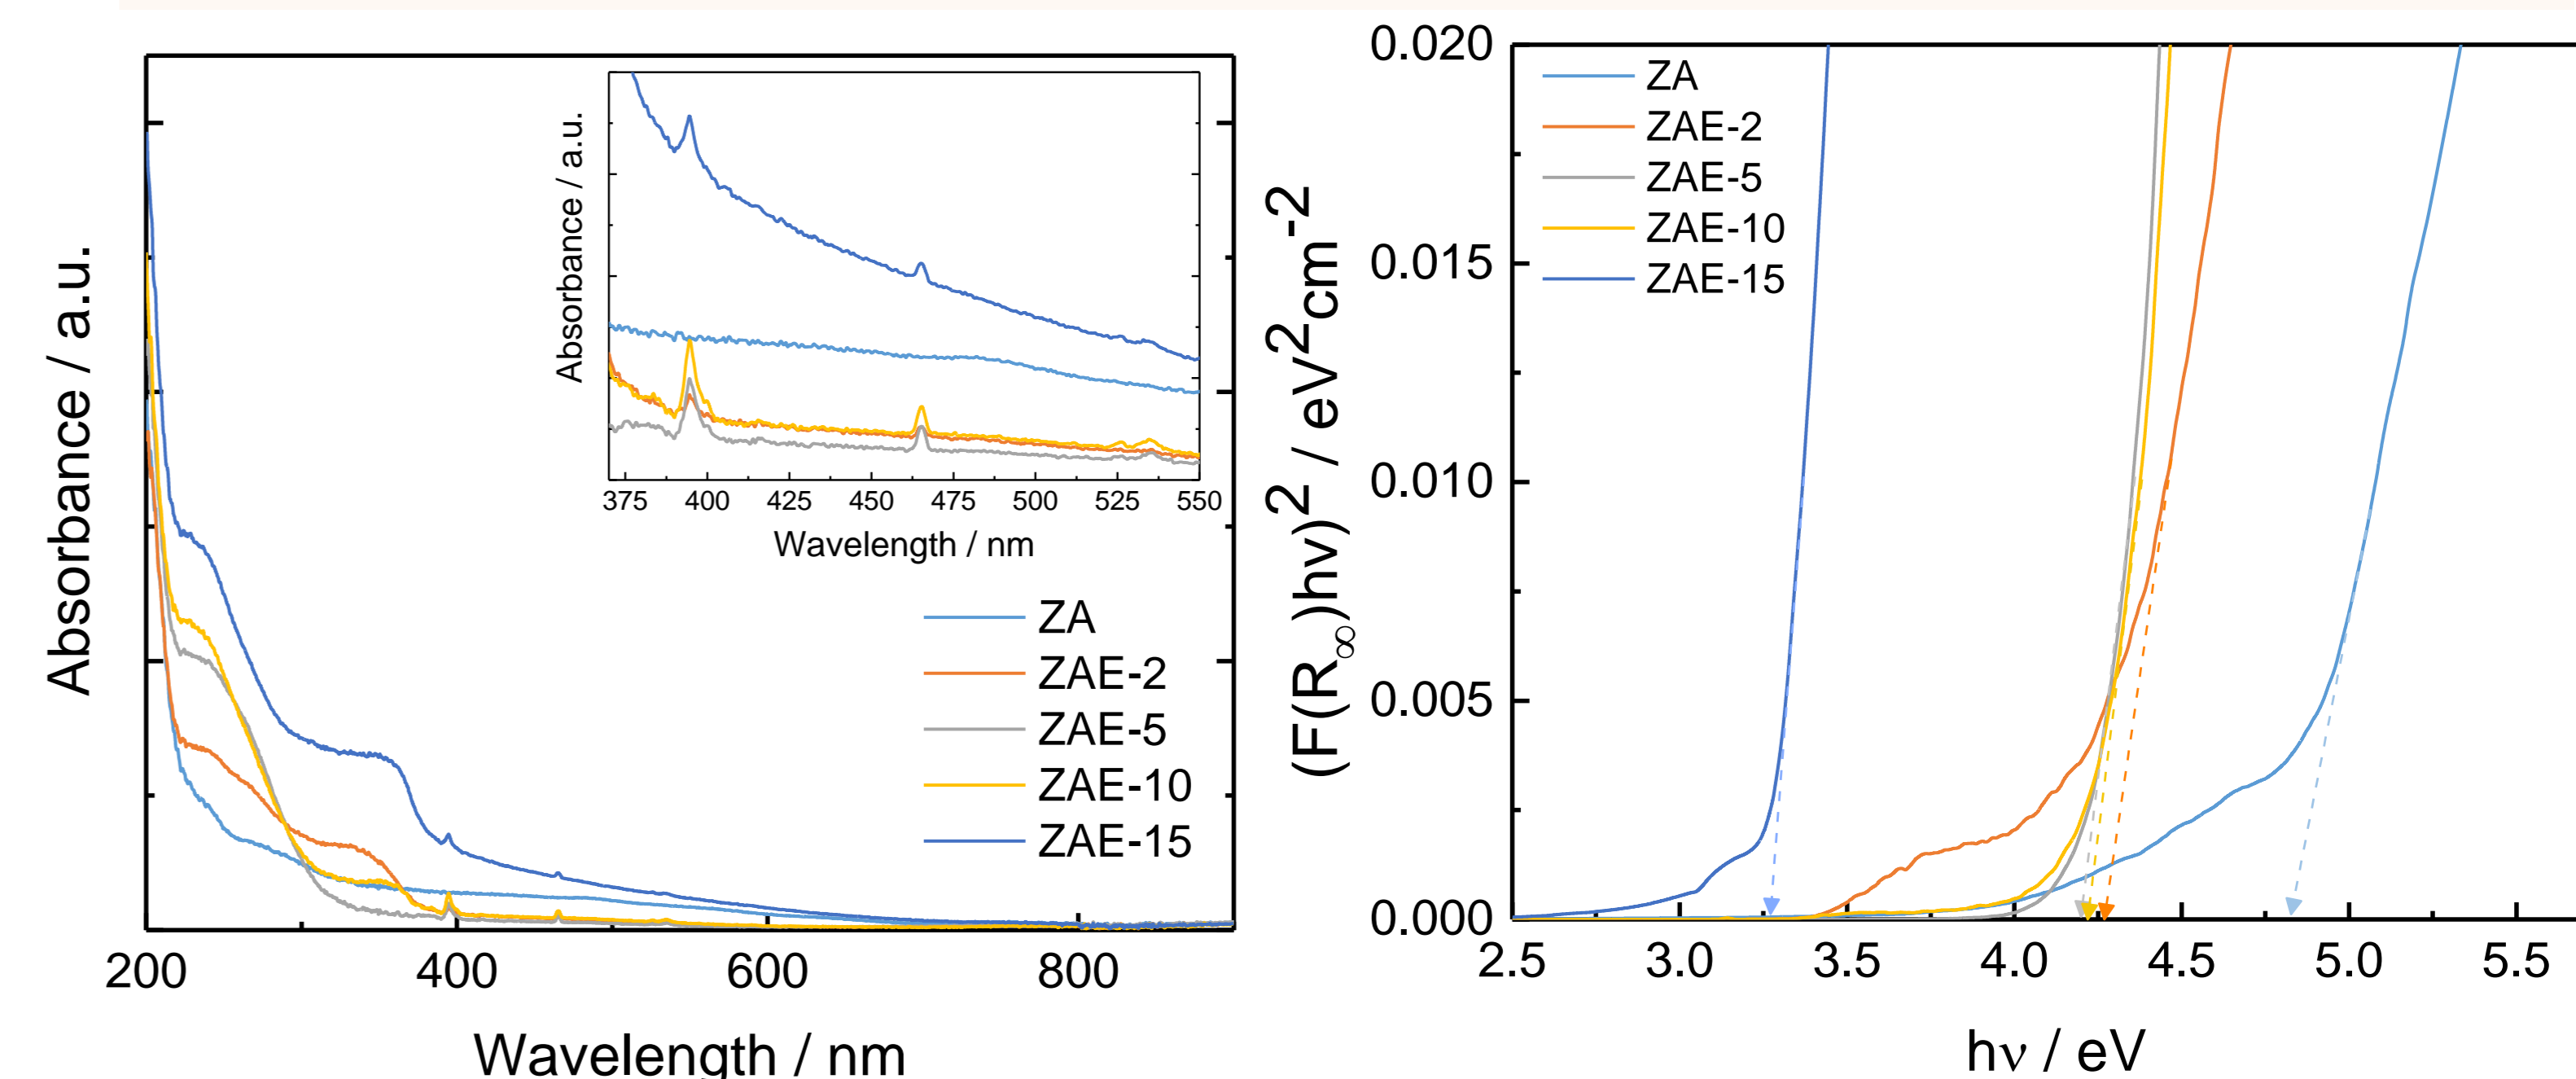 Absorbance / a.u.
Absorbance / a.u.
375 400 425 450 475 500 525 550
Wavelength / nm
ZA
ZAE-2
ZAE-5
ZAE-10
ZAE-15
200 400 600 800
Wavelength / nm
(F(R∞)hv)² / eV²cm⁻²
0.020
0.015
0.010
0.005
0.000
ZA
ZAE-2
ZAE-5
ZAE-10
ZAE-15
2.5 3.0 3.5 4.0 4.5 5.0 5.5
hν / eV